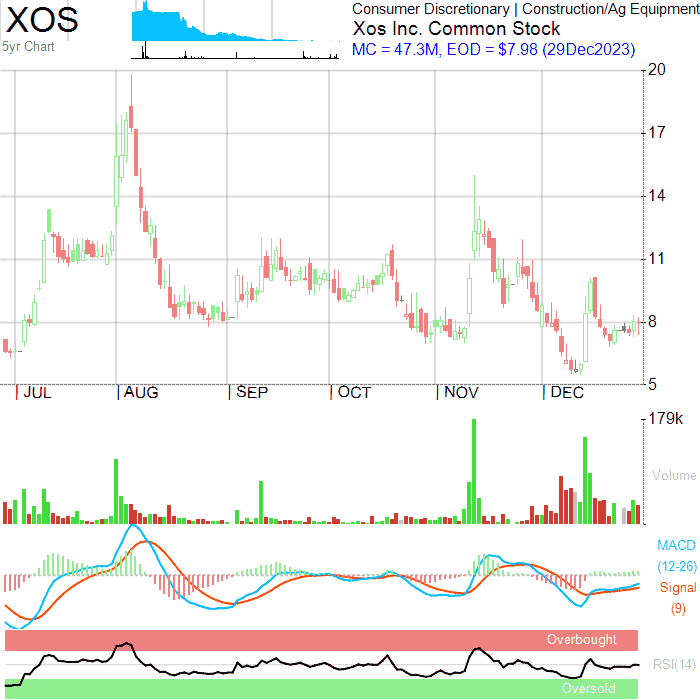 XOS
5yr Chart
Consumer Discretionary | Construction/Ag Equipment
Xos Inc. Common Stock
MC = 47.3M, EOD = $7.98 (29Dec2023)
20
17
14
11
8
5
JUL AUG SEP OCT NOV DEC
179k
Volume
MACD
(12-26)
Signal
(9)
Overbought
RSI(14)
Oversold